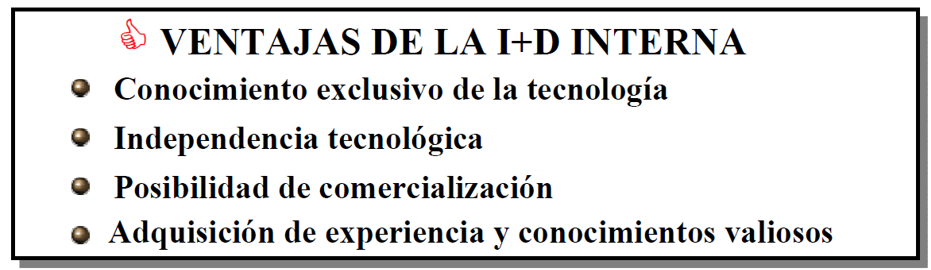 VENTAJAS DE LA I+D INTERNA
Conocimiento exclusivo de la tecnología
Independencia tecnológica
Posibilidad de comercialización
Adquisición de experiencia y conocimientos valiosos